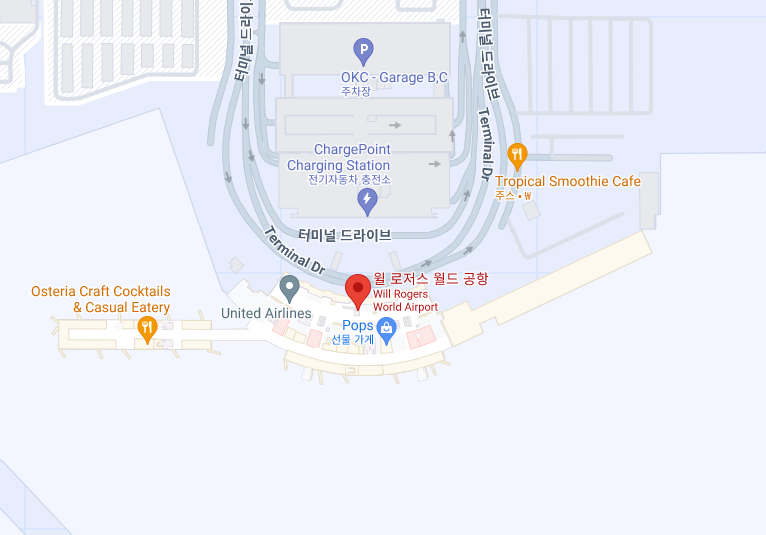 터미널 드라이
터미널 드라이브
P
OKC - Garage B,C
주차장
ChargePoint
Charging Station
전기자동차 충전소
Terminal Dr
Tropical Smoothie Cafe
주스 • ₩
터미널 드라이브
Terminal Dr
윌 로저스 월드 공항
Will Rogers
World Airport
Osteria Craft Cocktails
& Casual Eatery
United Airlines
Pops
선물 가게